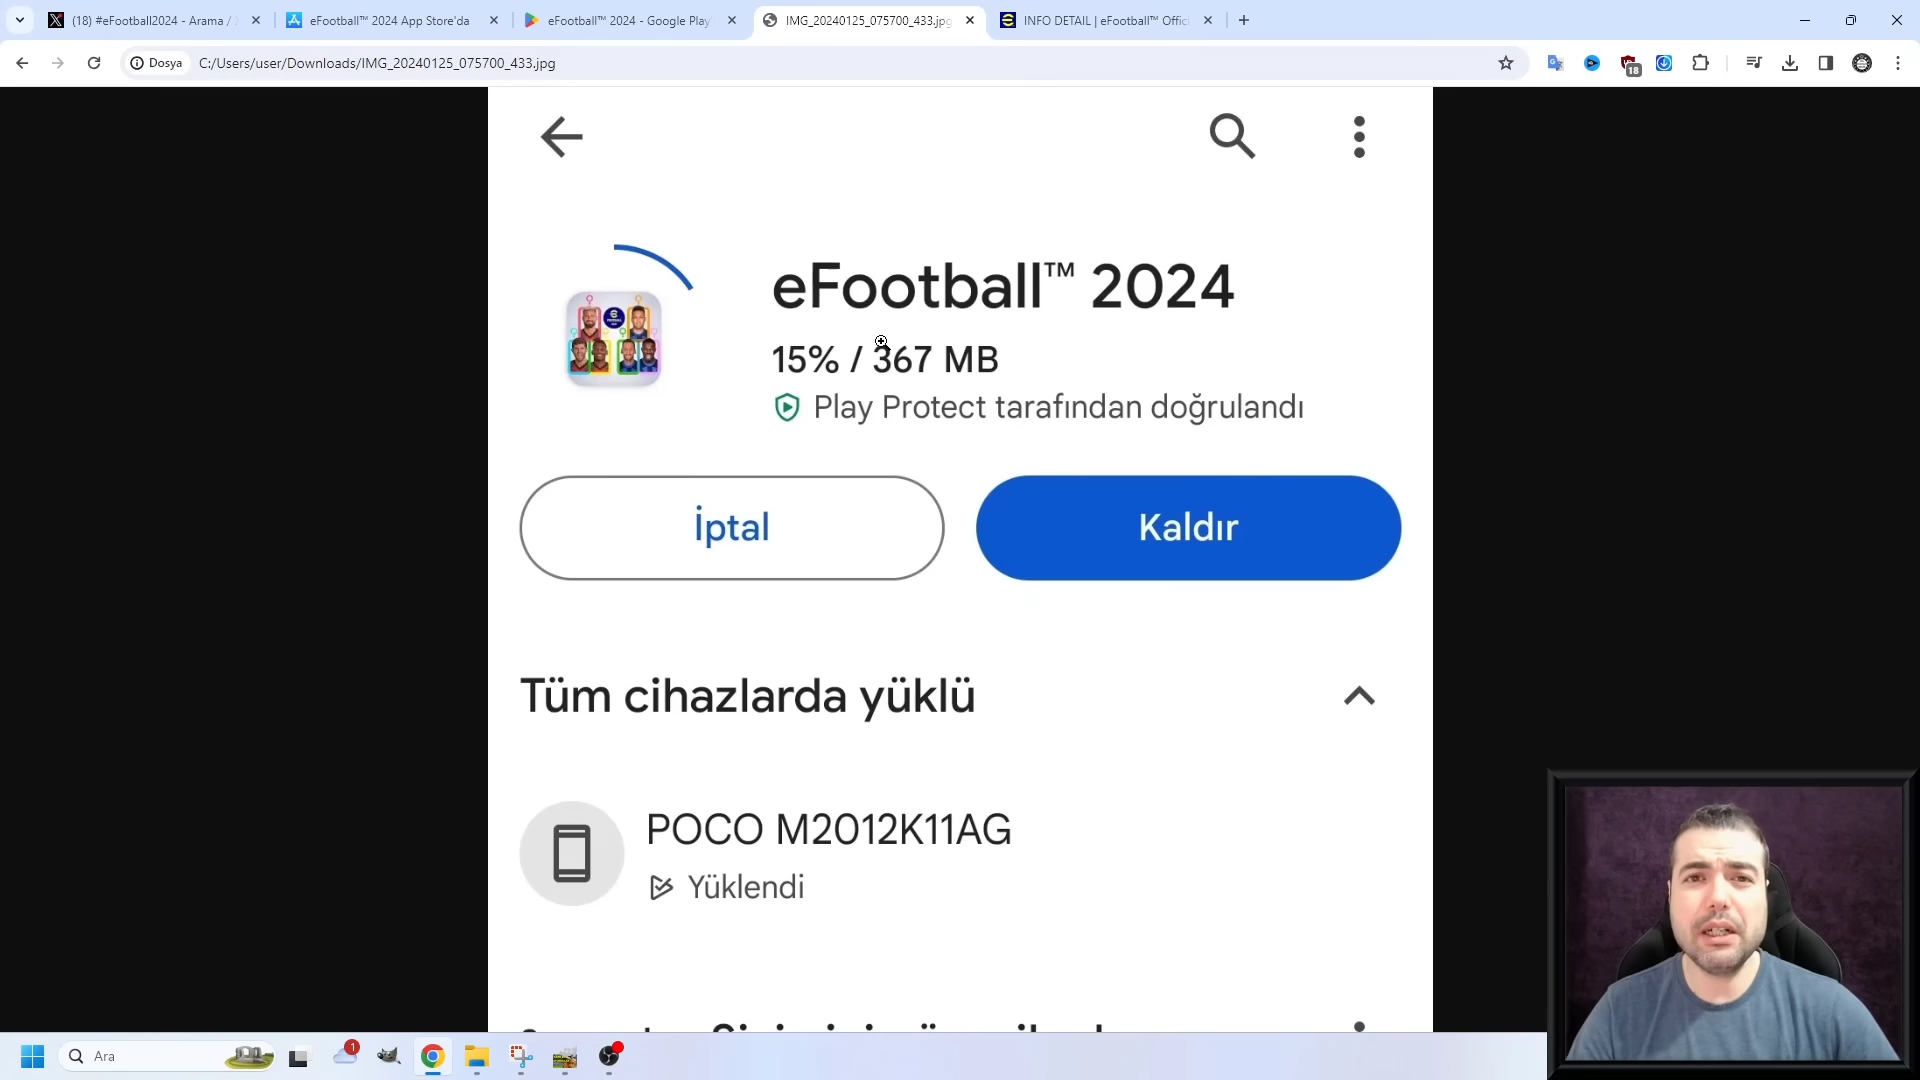 (18) #eFootball2024 - Arama /
eFootball™ 2024 App Store'da
eFootball™ 2024 - Google Play
IMG_20240125_075700_433.jpg
INFO DETAIL | eFootball™ Offic
Dosya
C:/Users/user/Downloads/IMG_20240125_075700_433.jpg
18
eFootball™ 2024
15% / 367 MB
Play Protect tarafından doğrulandı
İptal
Kaldır
Tüm cihazlarda yüklü
POCO M2012K11AG
Yüklendi
Ara
1